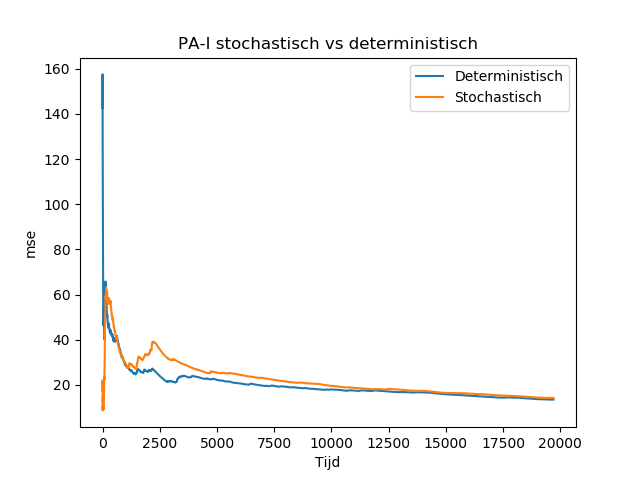 PA-I stochastisch vs deterministisch
160
140
120
100
80
60
40
20
mse
Deterministisch
Stochastisch
0 2500 5000 7500 10000 12500 15000 17500 20000
Tijd